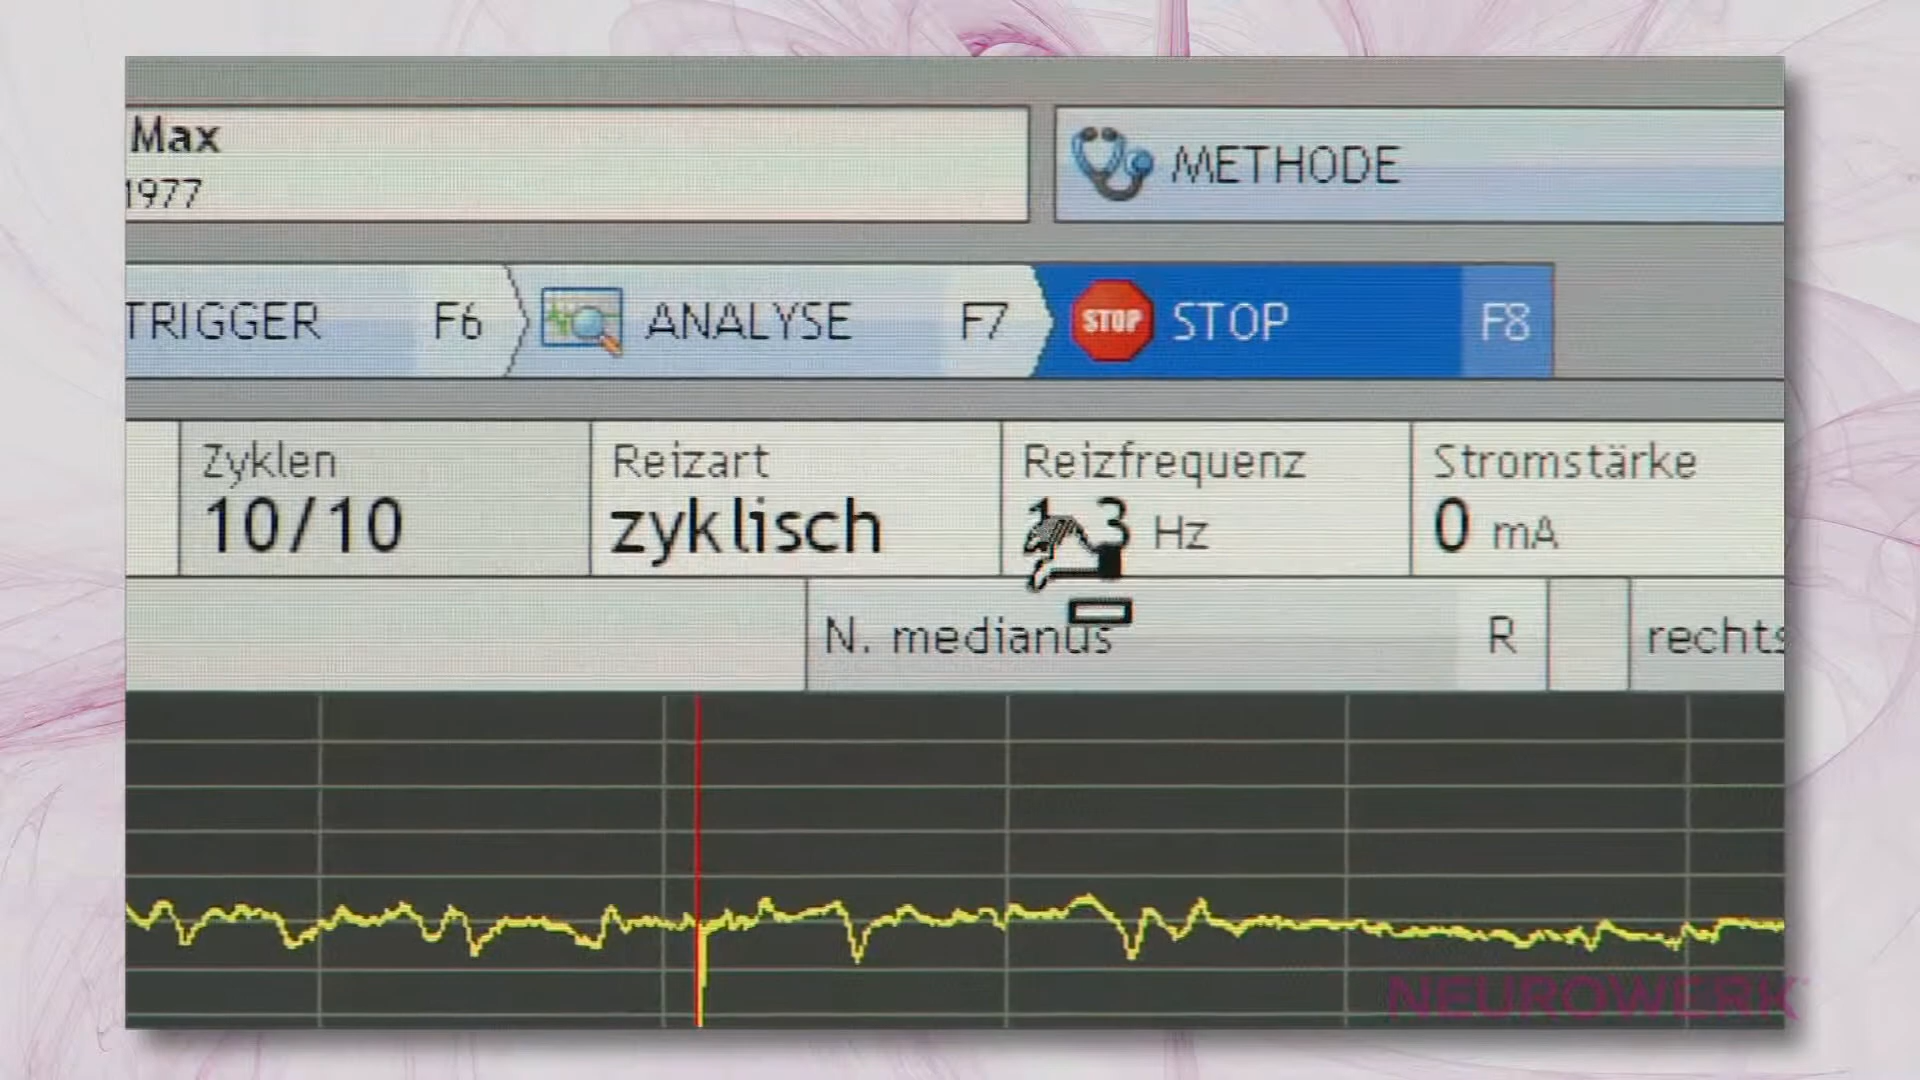 Max
1977
METHODE
TRIGGER F6
ANALYSE F7
STOP STOP F8
Zyklen
10/10
Reizart
zyklisch
Reizfrequenz
Hz
Stromstärke
0 mA
N. medianus R
rechts
NEUROWERK